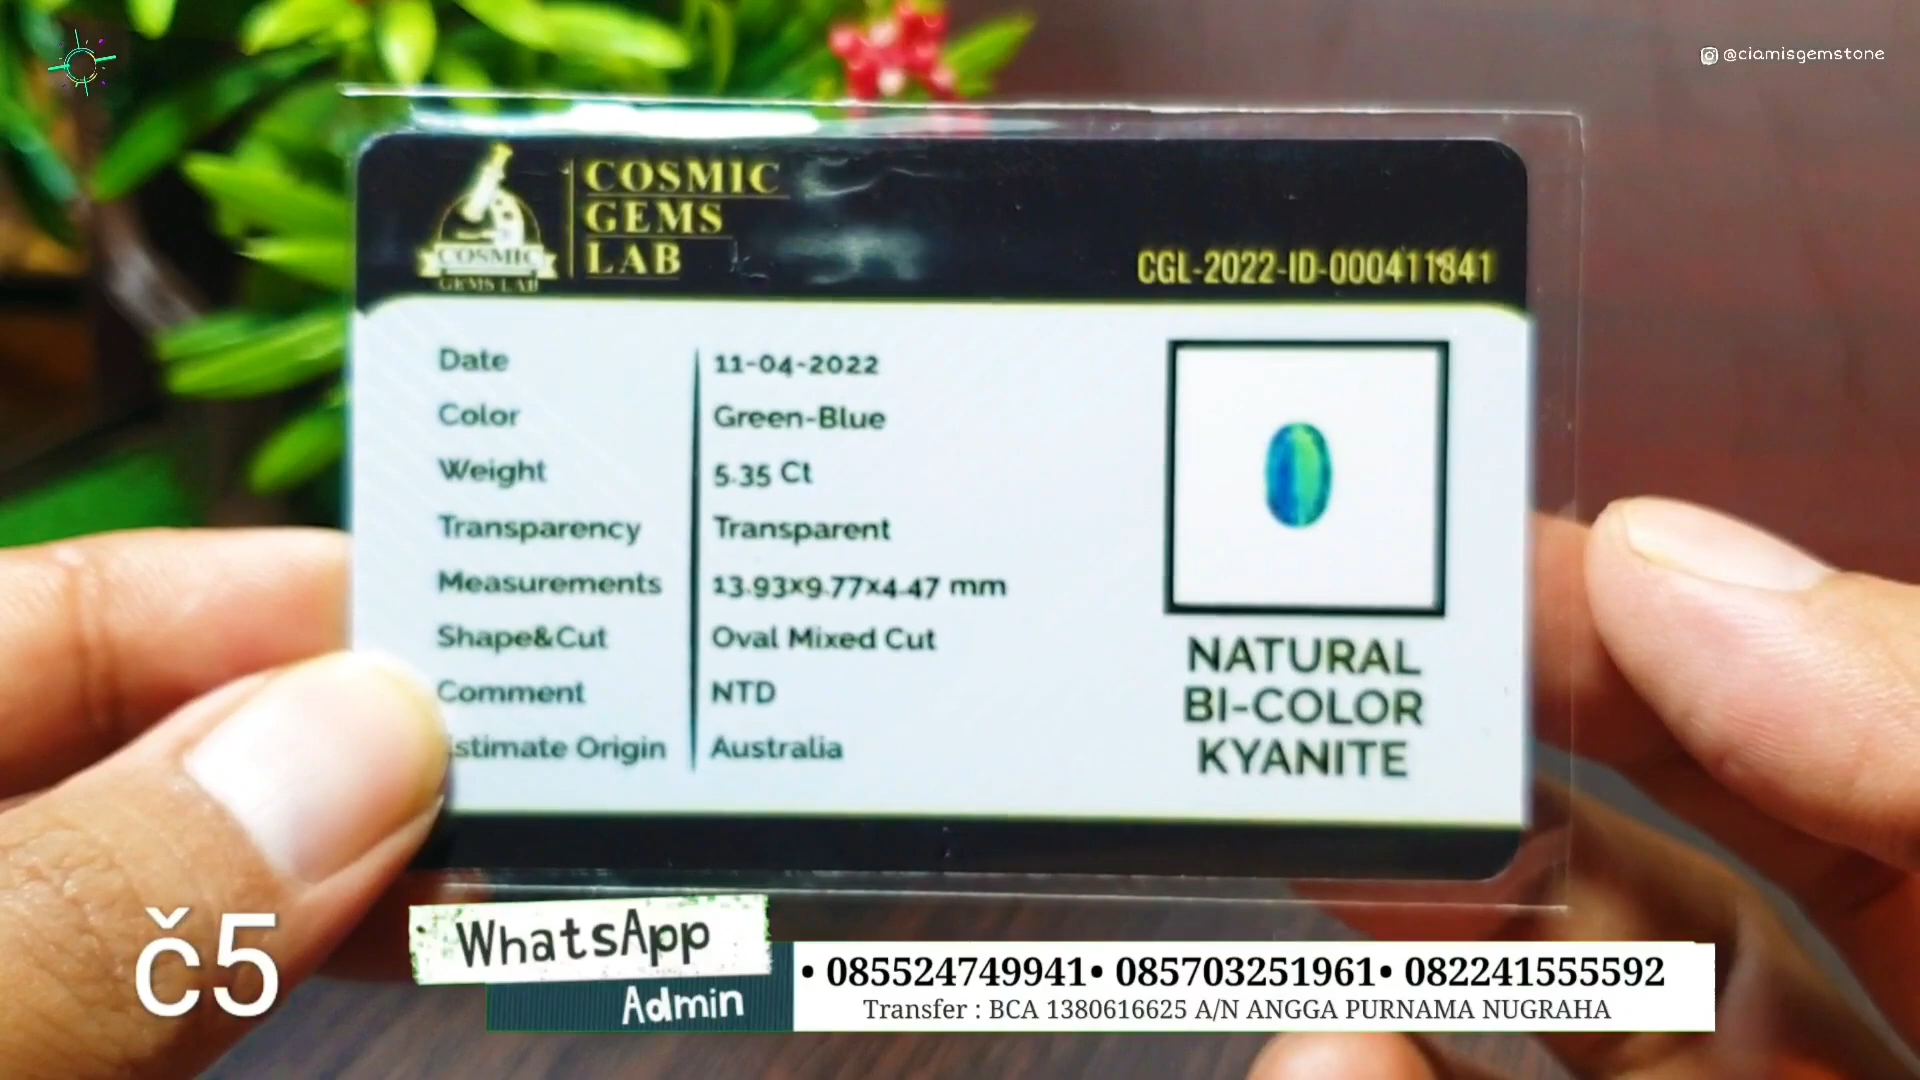 @ciamisgemstone
COSMIC
GEMS
LAB
COSMIC
GEMS LAB
CGL-2022-ID-000411841
Date 11-04-2022
Color Green-Blue
Weight 5.35 Ct
Transparency Transparent
Measurements 13.93x9.77x4.47 mm
Shape&Cut Oval Mixed Cut
Comment NTD
stimate Origin Australia
NATURAL
BI-COLOR
KYANITE
č5
WhatsApp
Admin
• 085524749941• 085703251961• 082241555592
Transfer : BCA 1380616625 A/N ANGGA PURNAMA NUGRAHA